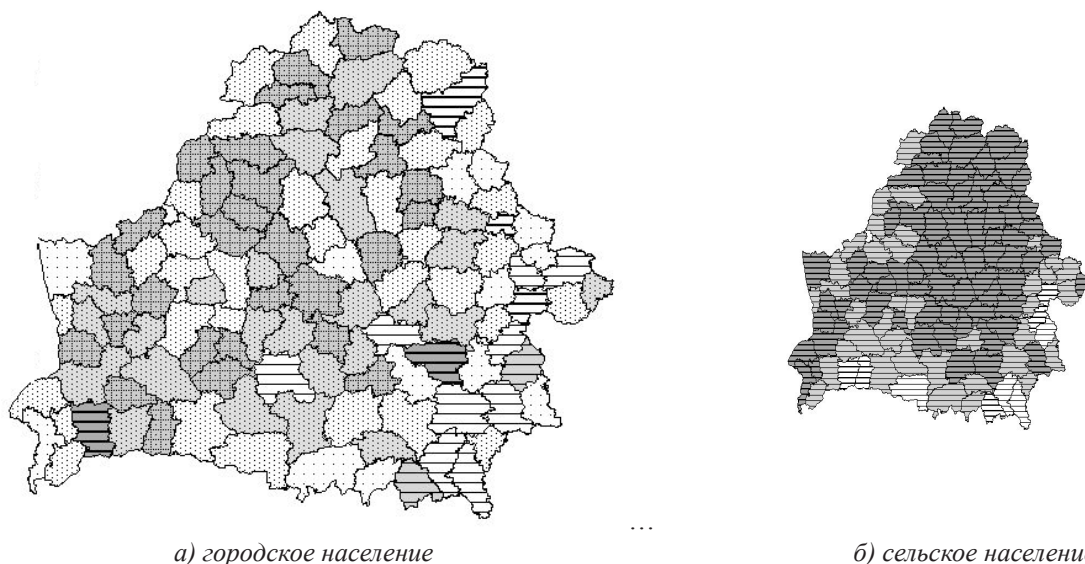 ...
а) городское население
б) сельское населени